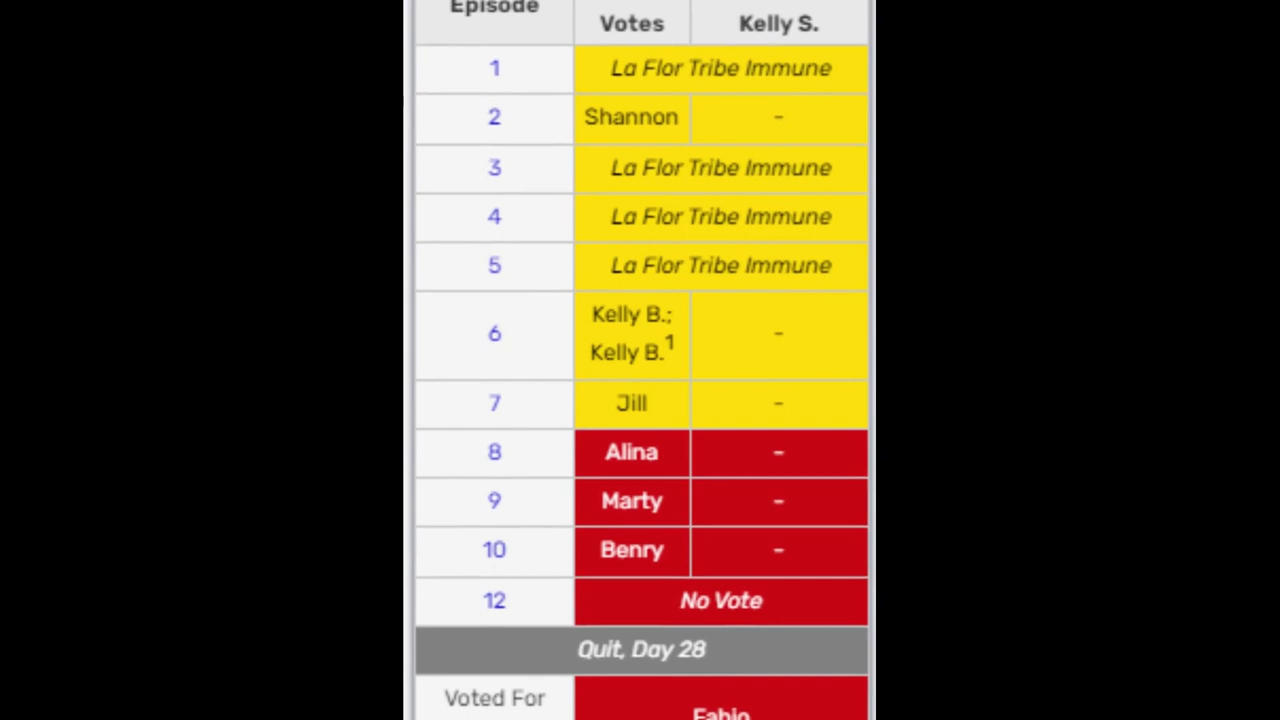 Episode
Votes Kelly S.
1 La Flor Tribe Immune
2 Shannon -
3 La Flor Tribe Immune
4 La Flor Tribe Immune
5 La Flor Tribe Immune
6 Kelly B.;
Kelly B.1 -
7 Jill -
8 Alina -
9 Marty -
10 Benry -
12 No Vote
Quit, Day 28
Voted For
Fabio